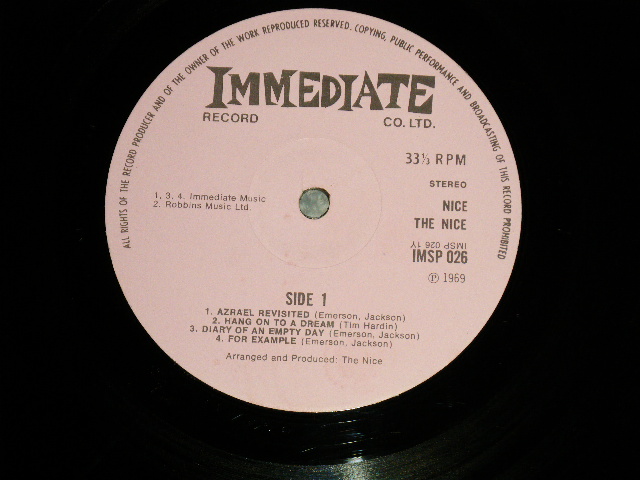 ALL RIGHTS OF THE RECORD PRODUCER AND OF THE OWNER OF THE WORK REPRODUCED RESERVED. COPYING, PUBLIC PERFORMANCE AND BROADCASTING OF THIS RECORD PROHIBITED
IMMEDIATE
RECORD CO. LTD.
33⅓ RPM
STEREO
1, 3, 4. Immediate Music
2. Robbins Music Ltd.
NICE
THE NICE
IMSP 026 1Y
IMSP 026
℗ 1969
SIDE 1
1. AZRAEL REVISITED (Emerson, Jackson)
2. HANG ON TO A DREAM (Tim Hardin)
3. DIARY OF AN EMPTY DAY (Emerson, Jackson)
4. FOR EXAMPLE (Emerson, Jackson)
Arranged and Produced: The Nice